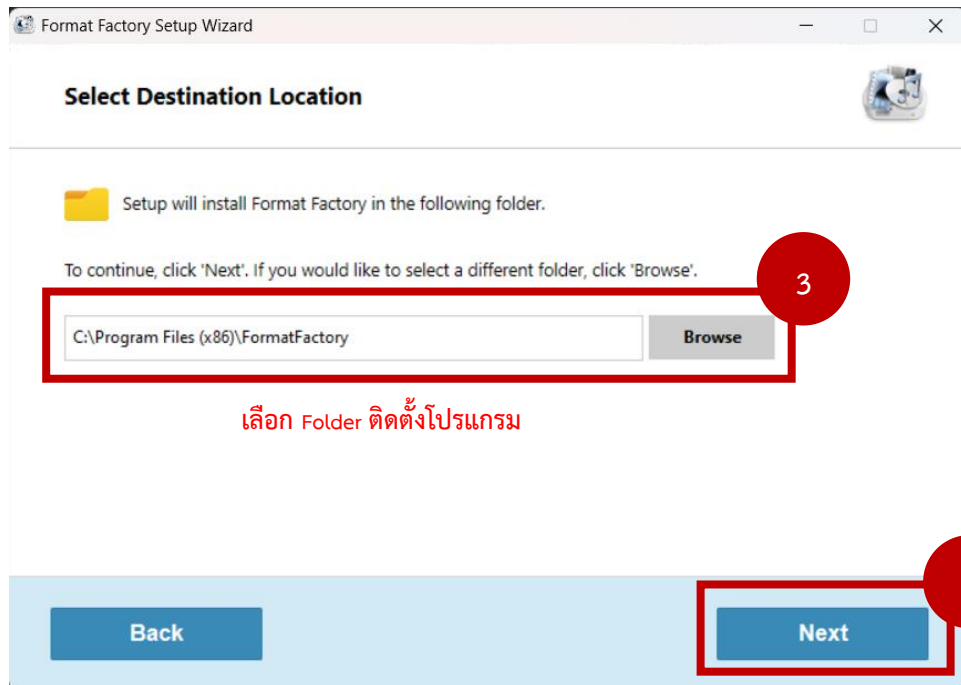 Format Factory Setup Wizard
Select Destination Location
Setup will install Format Factory in the following folder.
To continue, click 'Next'. If you would like to select a different folder, click 'Browse'.
3
C:\Program Files (x86)\FormatFactory
Browse
เลือก Folder ติดตั้งโปรแกรม
Back
Next